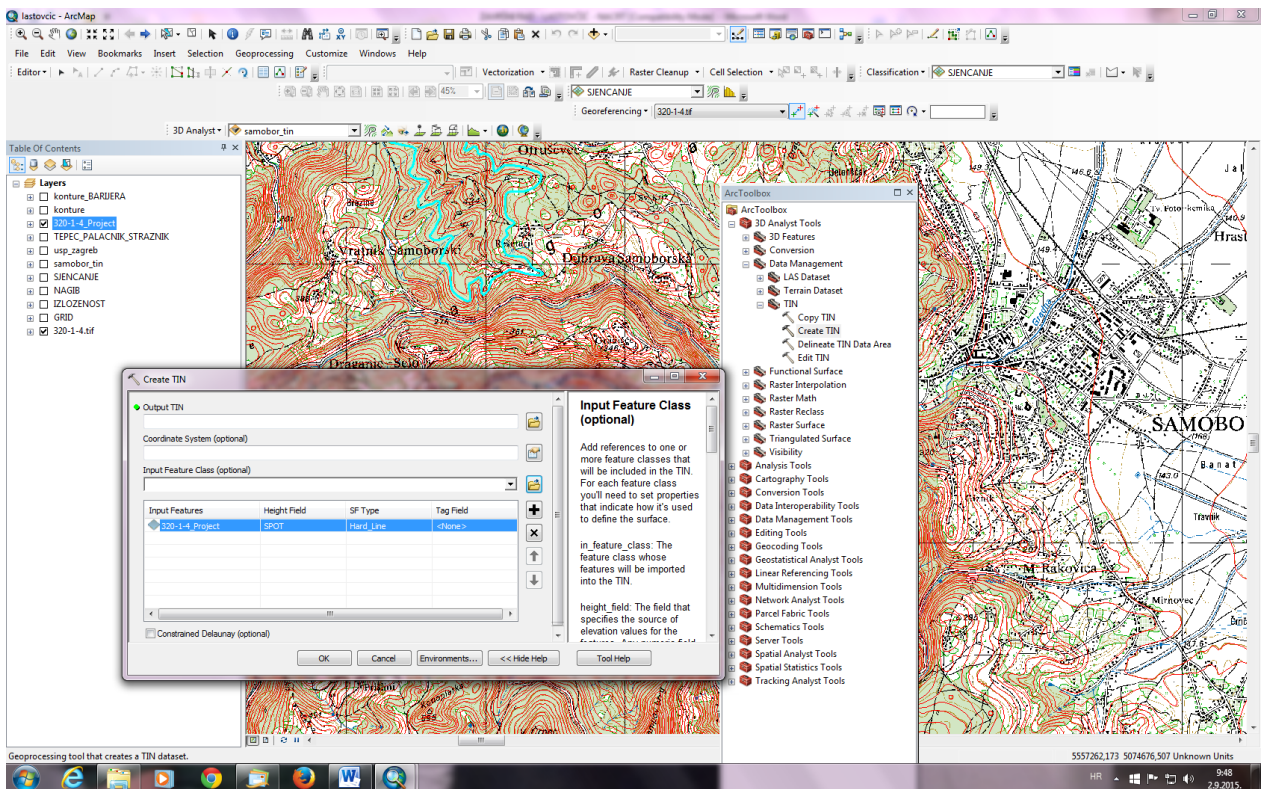 lastovcic - ArcMap
File Edit View Bookmarks Insert Selection Geoprocessing Customize Windows Help
Editor Vectorization Raster Cleanup Cell Selection Classification SJENCANJE
45% SJENCANJE
Georeferencing 320-1-4.tif
3D Analyst samobor_tin
Table Of Contents
Layers
konture_BARIJERA
konture
320-1-4_Project
TEPEC_PALACNIK_STRAZNIK
usp_zagreb
samobor_tin
SJENCANJE
NAGIB
IZLOZENOST
GRID
320-1-4.tif
Otruševec
Vratnik Samoborski
Dubrava Samoborska
Draganje Selo
ArcToolbox
ArcToolbox
3D Analyst Tools
3D Features
Conversion
Data Management
LAS Dataset
Terrain Dataset
TIN
Copy TIN
Create TIN
Delineate TIN Data Area
Edit TIN
Functional Surface
Raster Interpolation
Raster Math
Raster Reclass
Raster Surface
Triangulated Surface
Visibility
Analysis Tools
Cartography Tools
Conversion Tools
Data Interoperability Tools
Data Management Tools
Editing Tools
Geocoding Tools
Geostatistical Analyst Tools
Linear Referencing Tools
Multidimension Tools
Network Analyst Tools
Parcel Fabric Tools
Schematics Tools
Server Tools
Spatial Analyst Tools
Spatial Statistics Tools
Tracking Analyst Tools
Tv. Foto-kemika
Hrast
SAMOBO
Banat
143.0
Travnik
M. Rakovica
Mirnovec
Create TIN
Output TIN
Coordinate System (optional)
Input Feature Class (optional)
Input Features Height Field SF Type Tag Field
320-1-4_Project SPOT Hard_Line <None>
Constrained Delaunay (optional)
OK Cancel Environments... << Hide Help Tool Help
Input Feature Class
(optional)
Add references to one or
more feature classes that
will be included in the TIN.
For each feature class
you'll need to set properties
that indicate how it's used
to define the surface.
in_feature_class: The
feature class whose
features will be imported
into the TIN.
height_field: The field that
specifies the source of
elevation values for the
Geoprocessing tool that creates a TIN dataset.
5557262,173 5074676,507 Unknown Units
HR
9:48
2.9.2015.